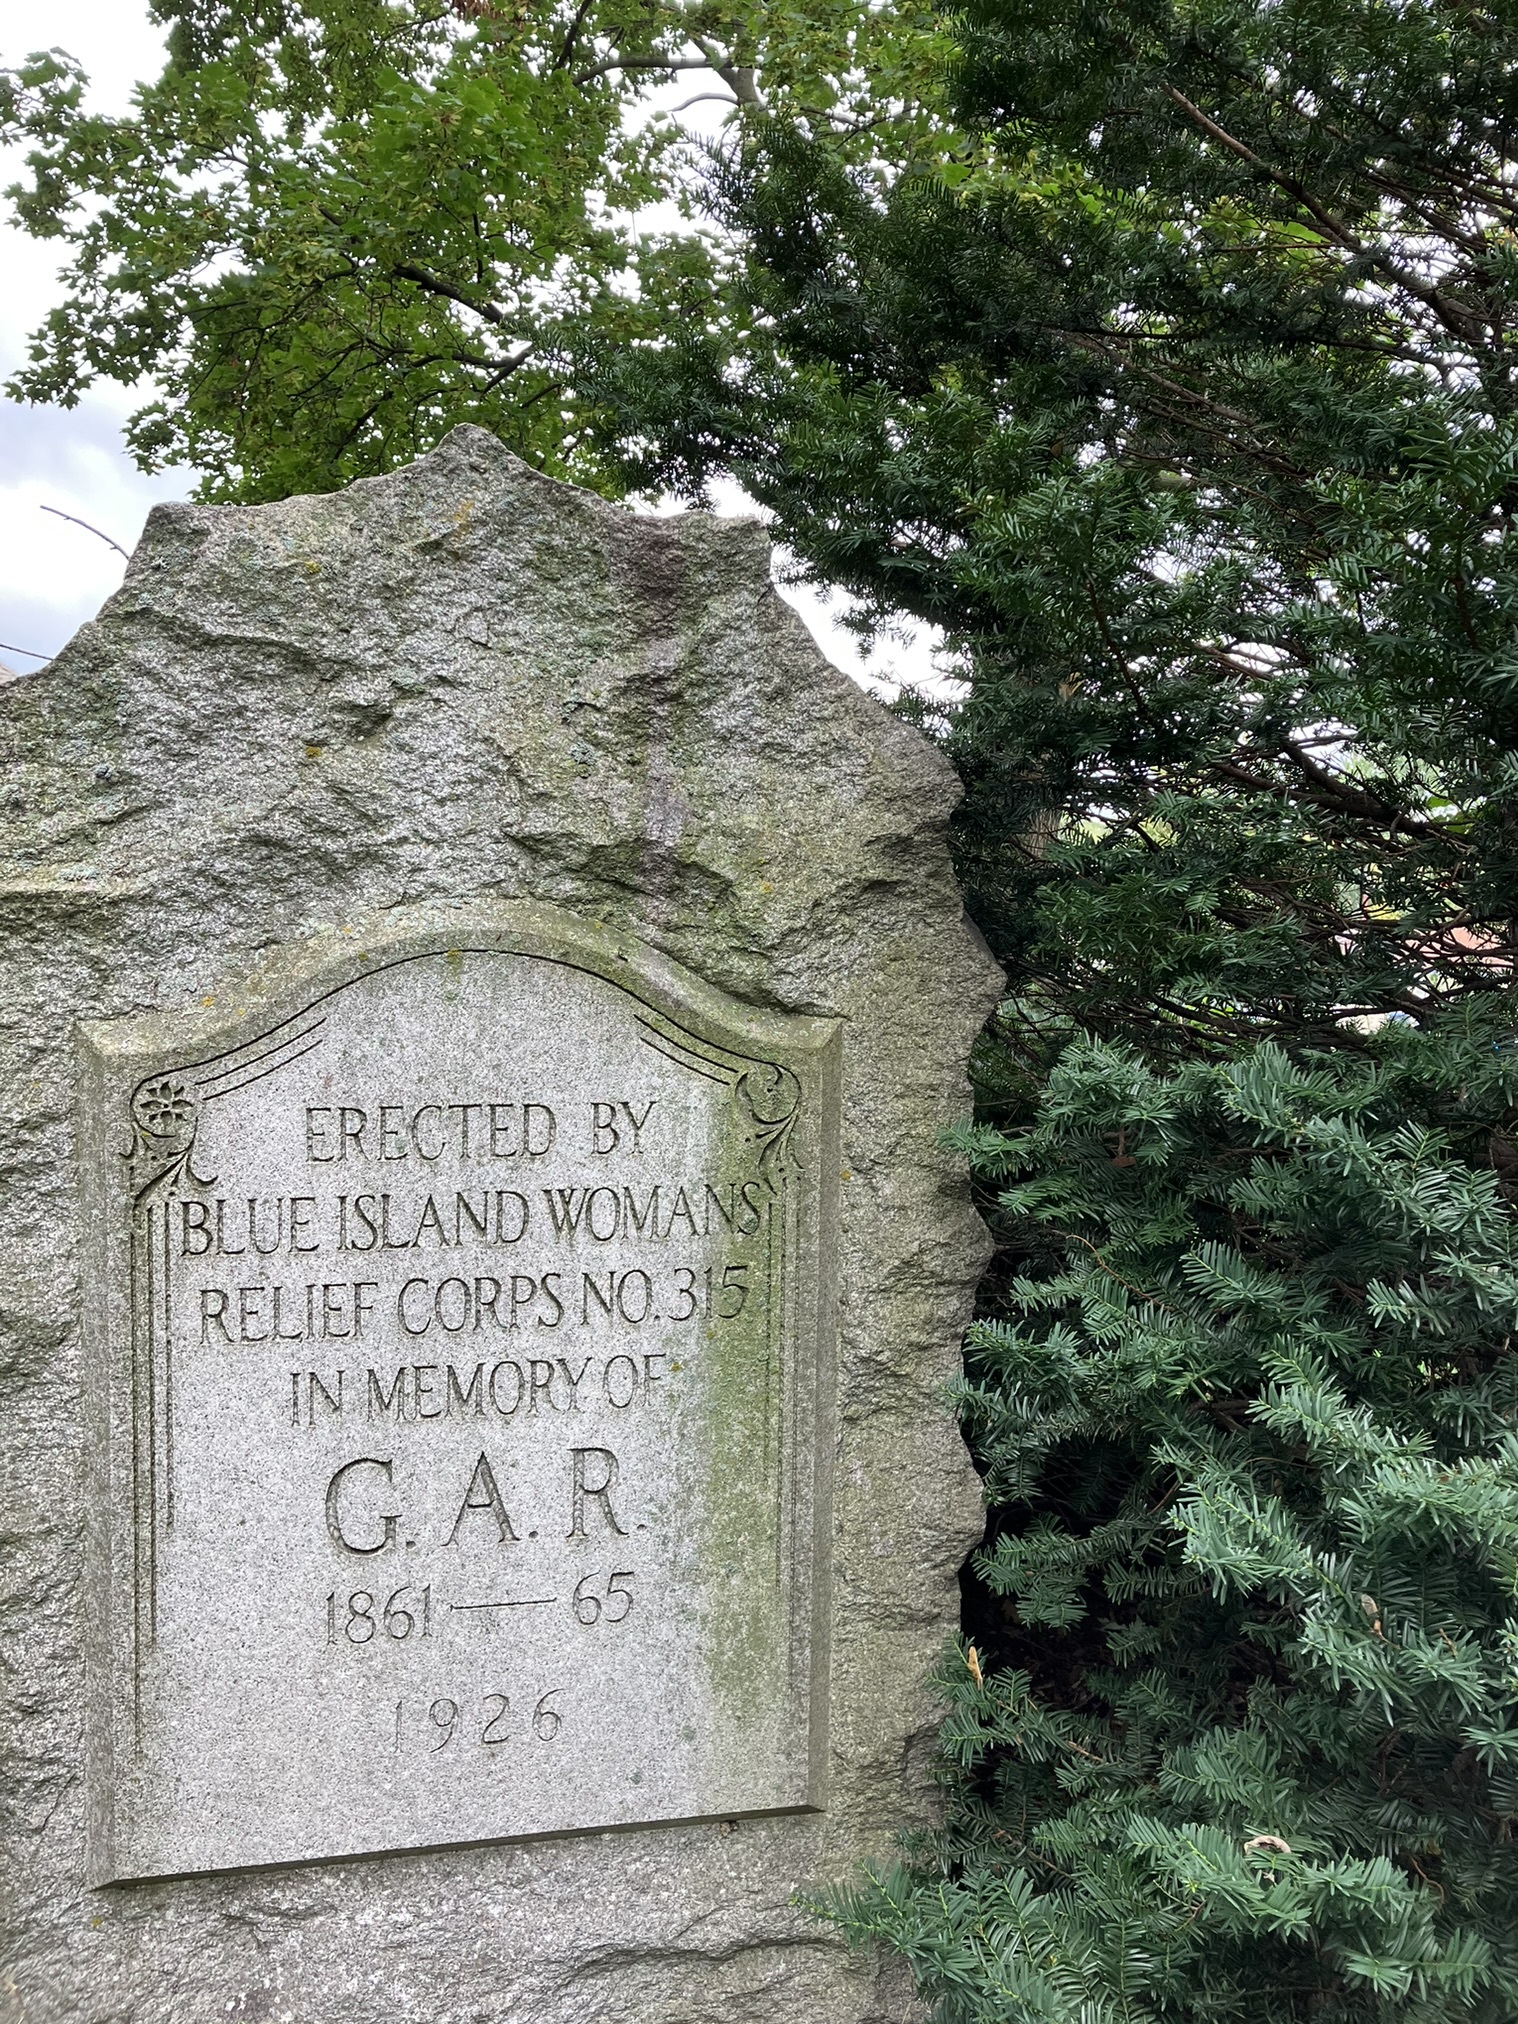 ERECTED BY
BLUE ISLAND WOMANS
RELIEF CORPS NO. 315
IN MEMORY OF
G. A. R.
1861 — 65
1926